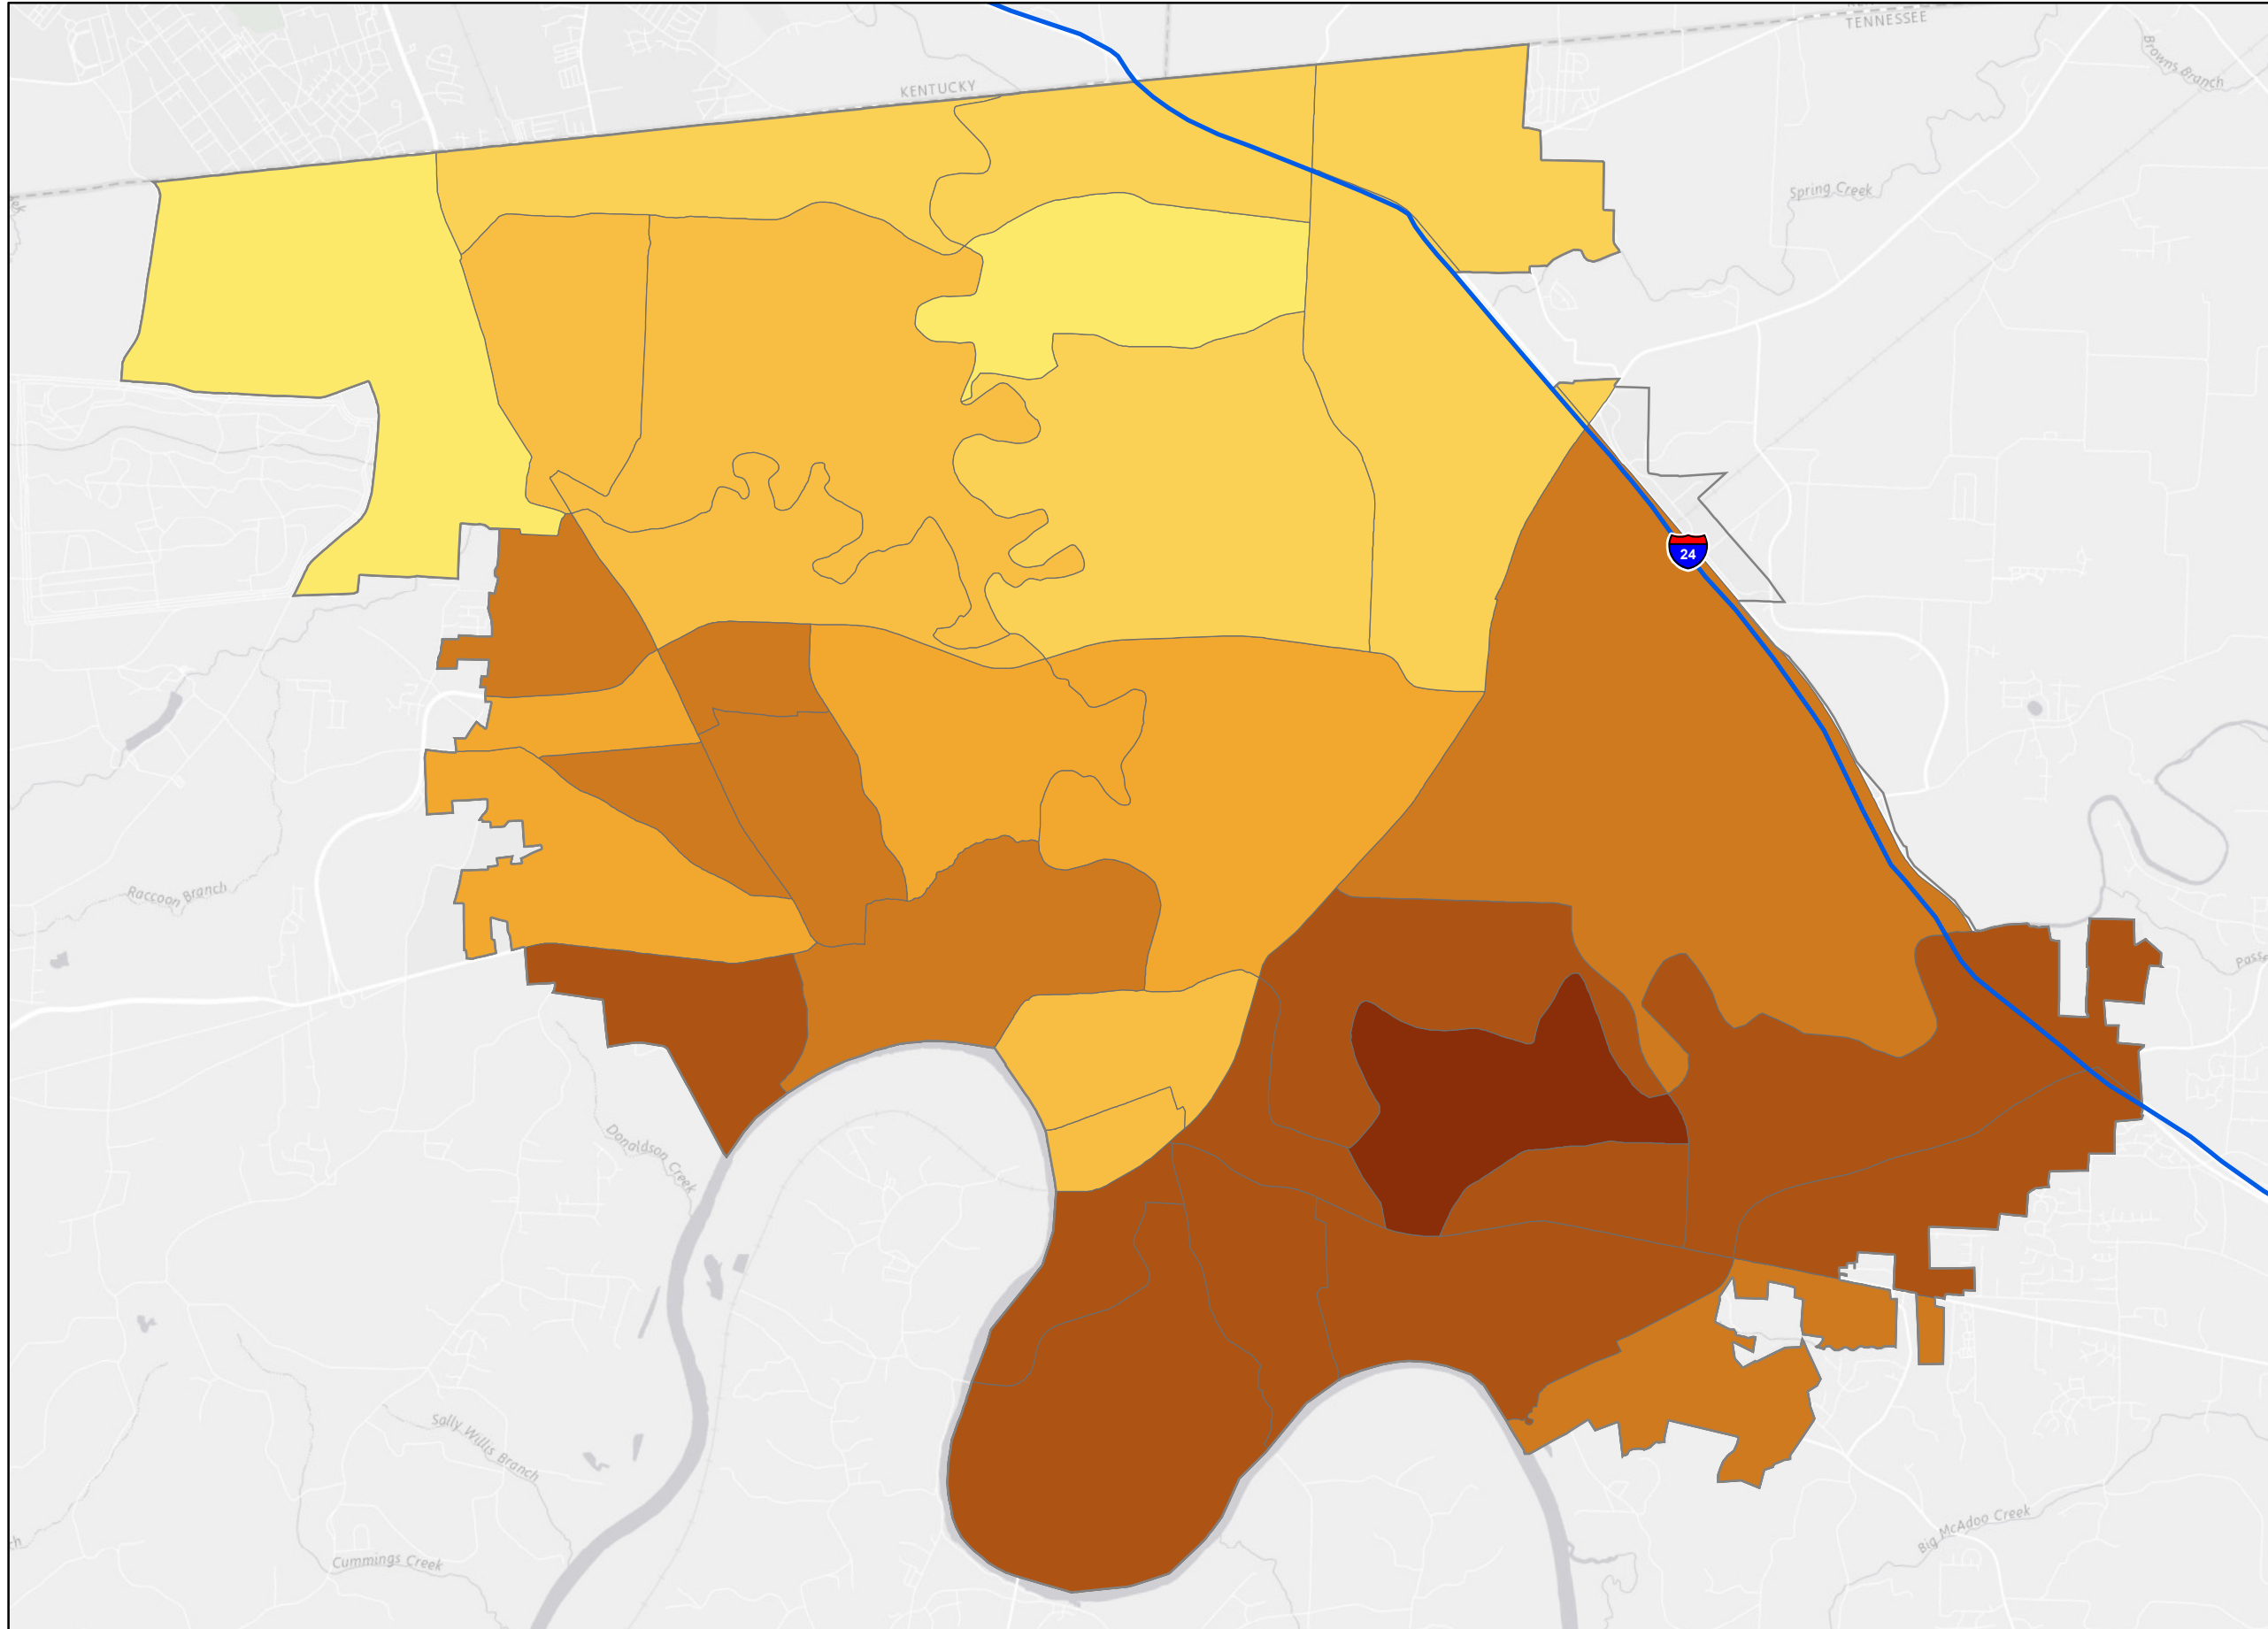 TENNESSEE
Browns Branch
KENTUCKY
Spring Creek
24
Raccoon Branch
Donaldson Creek
Sally Willis Branch
Big McAdoo Creek
Cummings Creek